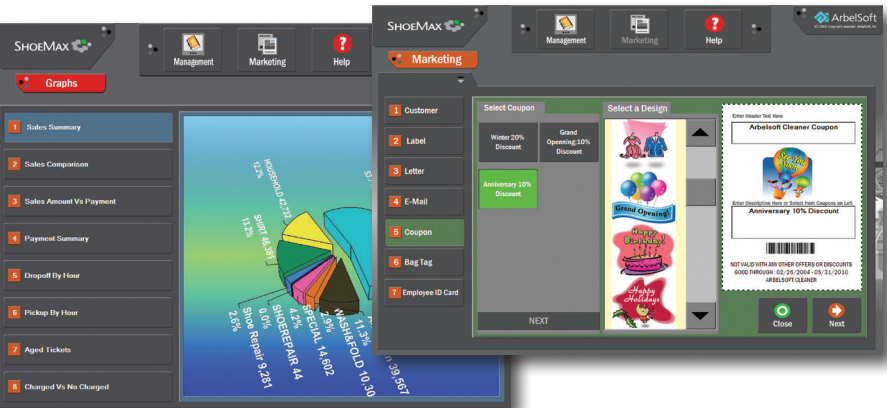 SHOEMAX
Management
Marketing
Help
Graphs
1 Sales Summary
2 Sales Comparison
3 Sales Amount Vs Payment
4 Payment Summary
5 Dropoff By Hour
6 Pickup By Hour
7 Aged Tickets
8 Charged Vs No Charged
HOUSEHOLD 42,732
12.2%
SHIRT 46,381
13.2%
Shoe Repair 9,281
2.6%
SHOEREPAIR 44
0.0%
SPECIAL 14,602
4.2%
WASH&FOLD 10,30
7.9%
11.3%
39,567
SHOEMAX
Management
Marketing
Help
ArbelSoft
Marketing
1 Customer
2 Label
3 Letter
4 E-Mail
5 Coupon
6 Bag Tag
7 Employee ID Card
Select Coupon
Winter 20%
Discount
Grand
Openning;10%
Discount
Anniversary 10%
Discount
NEXT
Select a Design
Grand Opening!
Happy
Birthday!
Happy
Holidays
Enter Header Text Here
Arbelsoft Cleaner Coupon
Enter Description Here or Select from Coupons on Left
Anniversary 10% Discount
NOT VALID WITH ANY OTHER OFFERS OR DISCOUNTS
GOOD THROUGH : 02/26/2004 - 05/31/2010
ARBELSOFT CLEANER
Close
Next